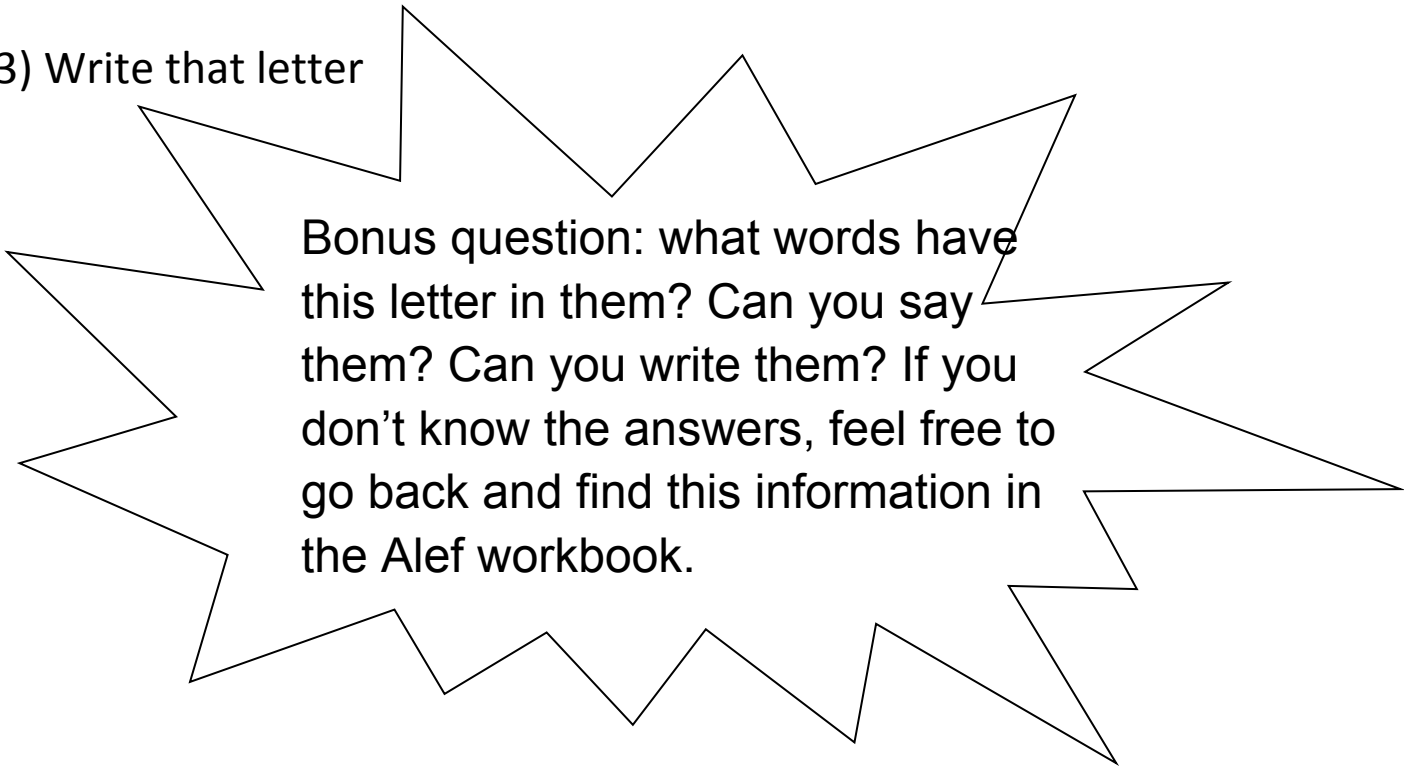 3) Write that letter
Bonus question: what words have
this letter in them? Can you say
them? Can you write them? If you
don’t know the answers, feel free to
go back and find this information in
the Alef workbook.